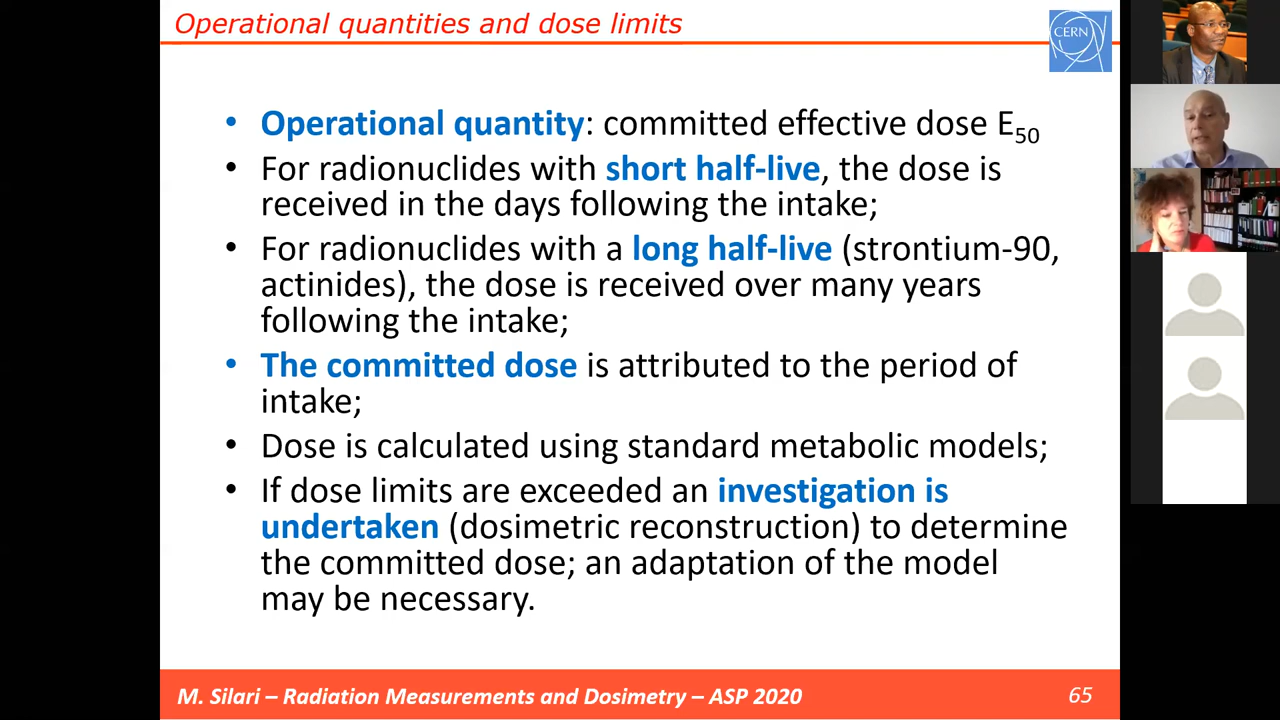 Operational quantities and dose limits
CERN
• Operational quantity: committed effective dose E50
• For radionuclides with short half-live, the dose is
received in the days following the intake;
• For radionuclides with a long half-live (strontium-90,
actinides), the dose is received over many years
following the intake;
• The committed dose is attributed to the period of
intake;
• Dose is calculated using standard metabolic models;
• If dose limits are exceeded an investigation is
undertaken (dosimetric reconstruction) to determine
the committed dose; an adaptation of the model
may be necessary.
M. Silari – Radiation Measurements and Dosimetry – ASP 2020
65